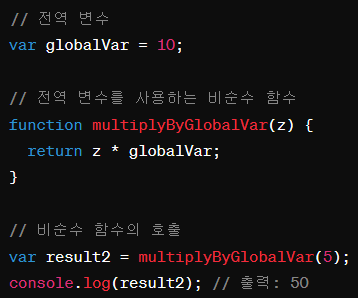 // 전역 변수
var globalVar = 10;
// 전역 변수를 사용하는 비순수 함수
function multiplyByGlobalVar(z) {
  return z * globalVar;
}
// 비순수 함수의 호출
var result2 = multiplyByGlobalVar(5);
console.log(result2); // 출력: 50